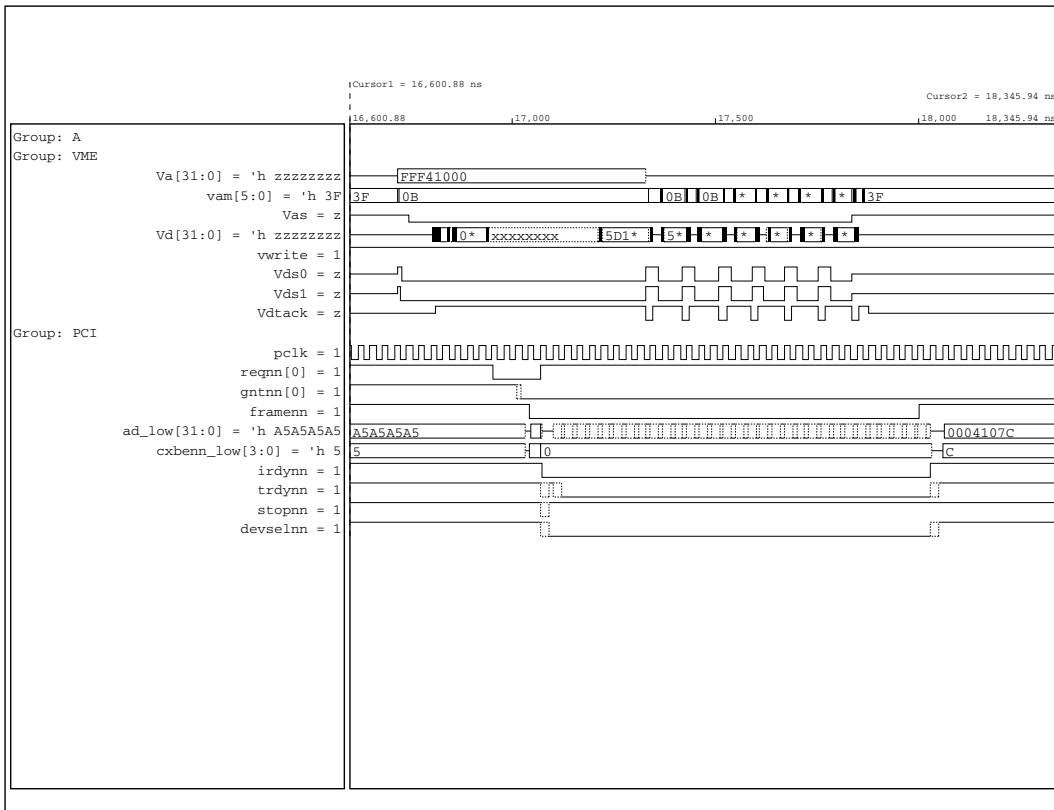 Cursor1 = 16,600.88 ns
Cursor2 = 18,345.94 ns
16,600.88 17,000 17,500 18,000 18,345.94 ns
Group: A
Group: VME
Va[31:0] = 'h zzzzzzzz FFF41000
vam[5:0] = 'h 3F 3F 0B 0B 0B * * * * 3F
Vas = z
Vd[31:0] = 'h zzzzzzzz 0* xxxxxxxx 5D1* 5* * * * * *
vwrite = 1
Vds0 = z
Vds1 = z
Vdtack = z
Group: PCI
pclk = 1
reqnn[0] = 1
gntnn[0] = 1
framenn = 1
ad_low[31:0] = 'h A5A5A5A5 A5A5A5A5 0004107C
cxbenn_low[3:0] = 'h 5 5 0 C
irdynn = 1
trdynn = 1
stopnn = 1
devselnn = 1